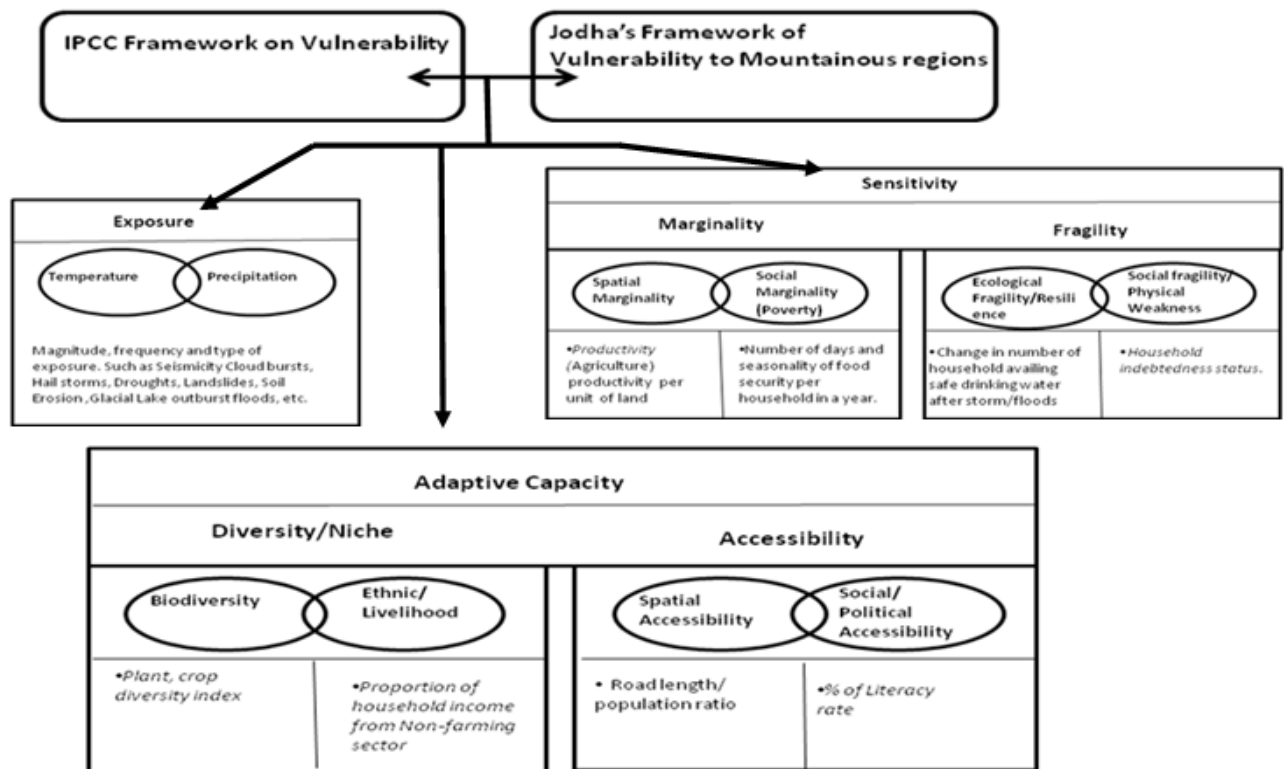 IPCC Framework on Vulnerability
Jodha's Framework of
Vulnerability to Mountainous regions
Exposure
Temperature
Precipitation
Magnitude, frequency and type of
exposure. Such as Seismicity Cloud bursts,
Hail storms, Droughts, Landslides, Soil
Erosion ,Glacial Lake outburst floods, etc.
Sensitivity
Marginality
Spatial
Marginality
Social
Marginality
(Poverty)
•Productivity
(Agriculture)
productivity per
unit of land
•Number of days and
seasonality of food
security per
household in a year.
Fragility
Ecological
Fragility/Resili
ence
Social fragility/
Physical
Weakness
•Change in number of
household availing
safe drinking water
after storm/floods
•Household
indebtedness status.
Adaptive Capacity
Diversity/Niche
Biodiversity
Ethnic/
Livelihood
•Plant, crop
diversity index
•Proportion of
household income
from Non-farming
sector
Accessibility
Spatial
Accessibility
Social/
Political
Accessibility
• Road length/
population ratio
•% of Literacy
rate